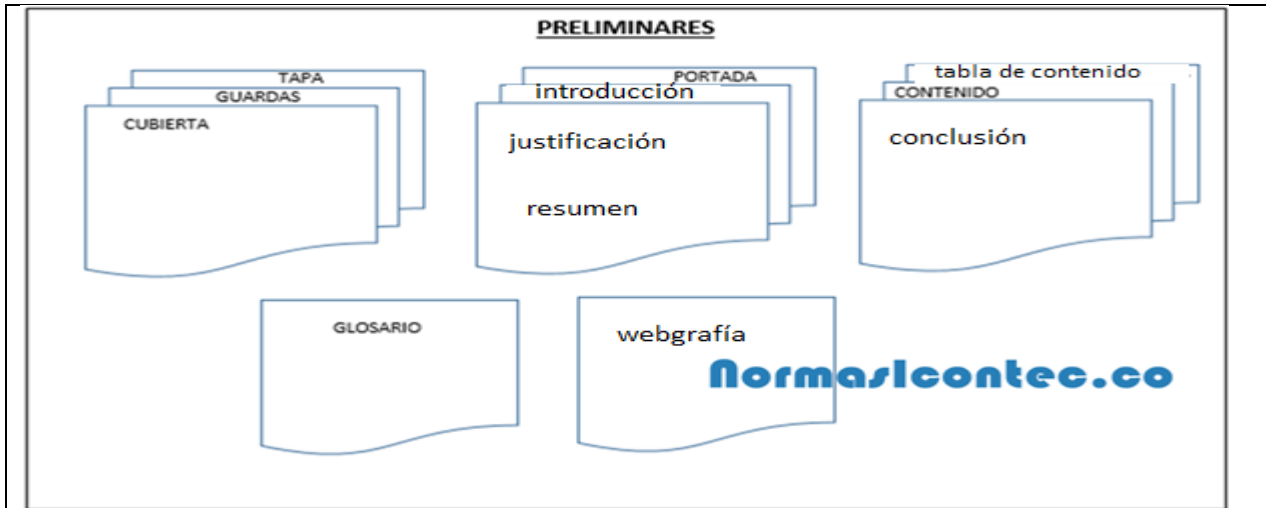 PRELIMINARES
TAPA
GUARDAS
CUBIERTA
PORTADA
introducción
justificación
resumen
tabla de contenido
CONTENIDO
conclusión
GLOSARIO
webgrafía
NormasIcontec.co